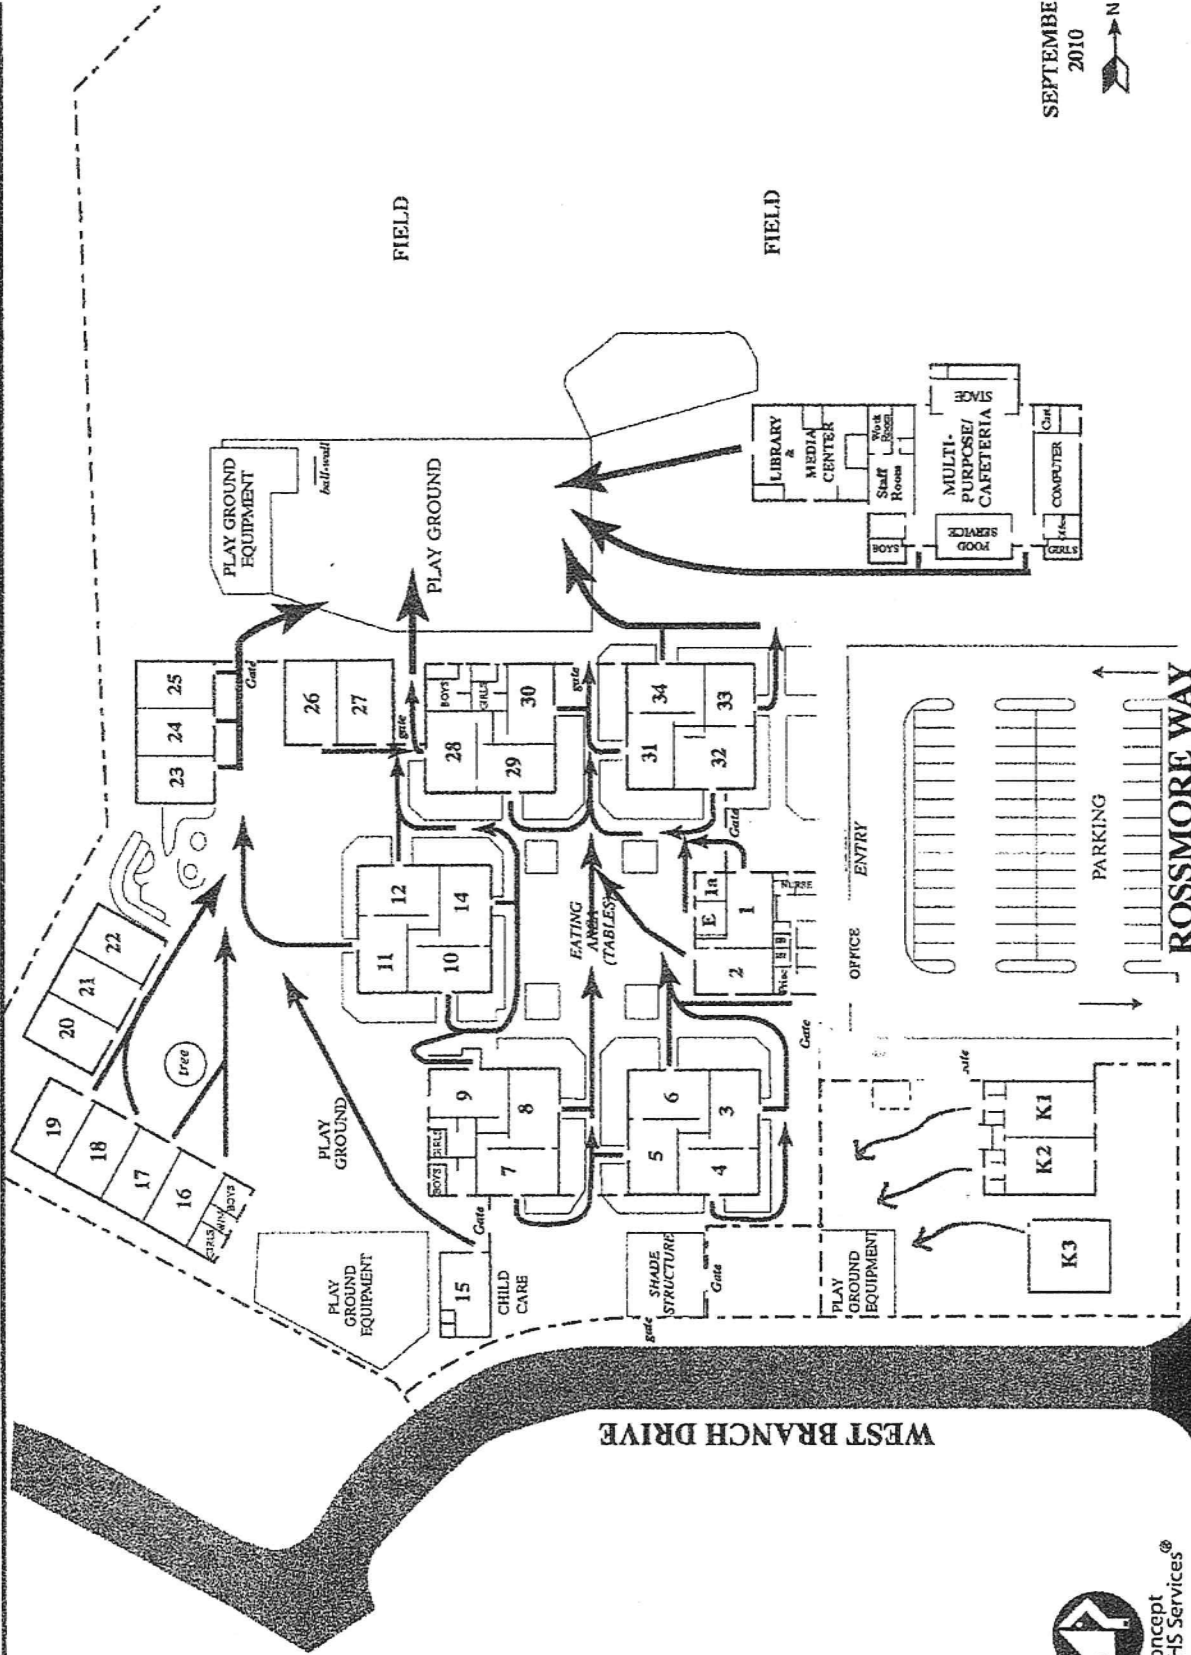 SEPTEMBE
2010
N
FIELD
FIELD
PLAY GROUND
EQUIPMENT
ball-wall
PLAY GROUND
LIBRARY
&
MEDIA
CENTER
Work
Room
Staff
Room
STAGE
MULTI-
PURPOSE/
CAFETERIA
FOOD
SERVICE
BOYS
Cust.
COMPUTER
Office
GIRLS
25
24
23
Gate
26
27
gate
BOYS
GIRLS
30
28
29
gate
34
33
31
32
Gate
22
21
20
19
18
17
16
GIRLS
BOYS
tree
12
14
11
10
EATING
AREA
(TABLES)
1a
E
1
2
NURSE
Princ
OFFICE
ENTRY
PARKING
ROSSMORE WAY
PLAY
GROUND
9
8
7
GIRLS
BOYS
6
3
5
4
Gate
PLAY
GROUND
EQUIPMENT
Gate
15
CHILD
CARE
SHADE
STRUCTURE
Gate
gate
PLAY
GROUND
EQUIPMENT
K1
K2
K3
WEST BRANCH DRIVE
oncept
HS Services®